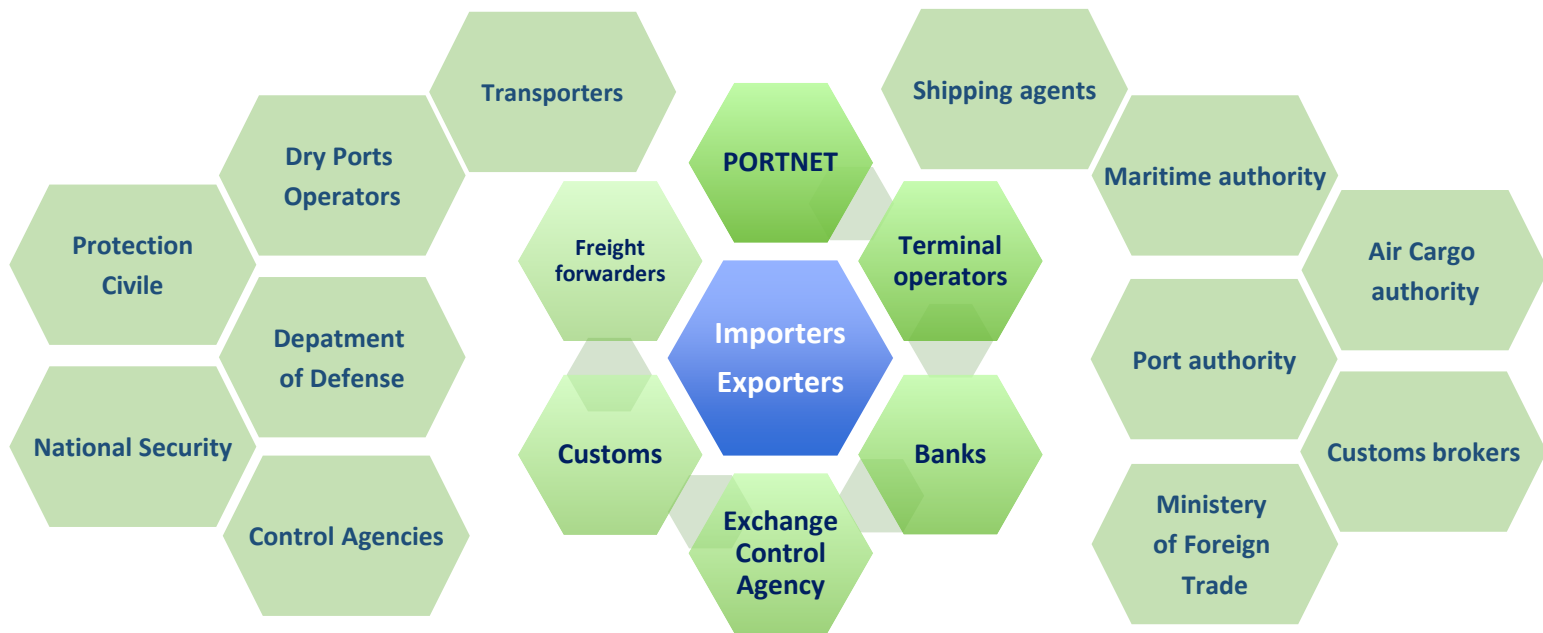 Transporters
Shipping agents
Dry Ports
Operators
PORTNET
Maritime authority
Protection
Civile
Freight
forwarders
Terminal
operators
Air Cargo
authority
Depatment
of Defense
Importers
Exporters
Port authority
National Security
Customs
Banks
Customs brokers
Control Agencies
Exchange
Control
Agency
Ministery
of Foreign
Trade